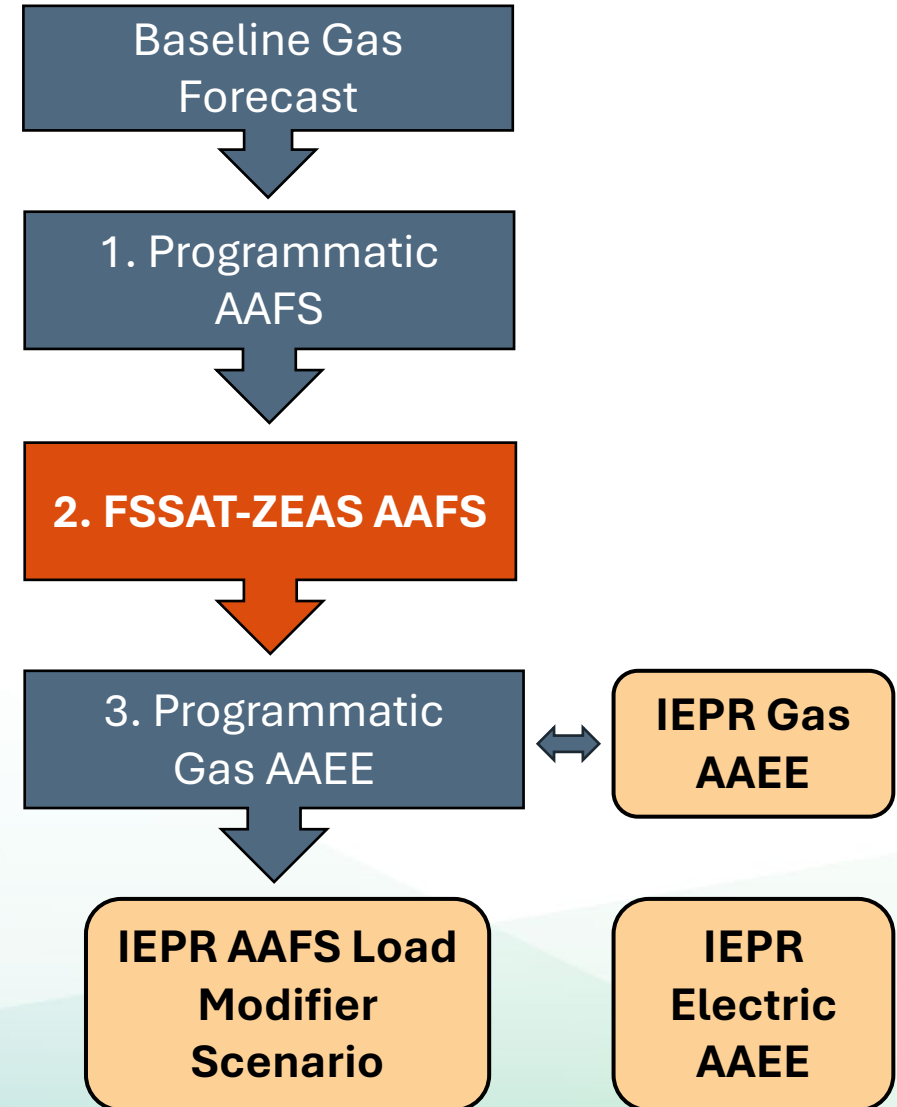 Baseline Gas
Forecast
1. Programmatic
AAFS
2. FSSAT-ZEAS AAFS
3. Programmatic
Gas AAEE
IEPR Gas
AAEE
IEPR AAFS Load
Modifier
Scenario
IEPR
Electric
AAEE